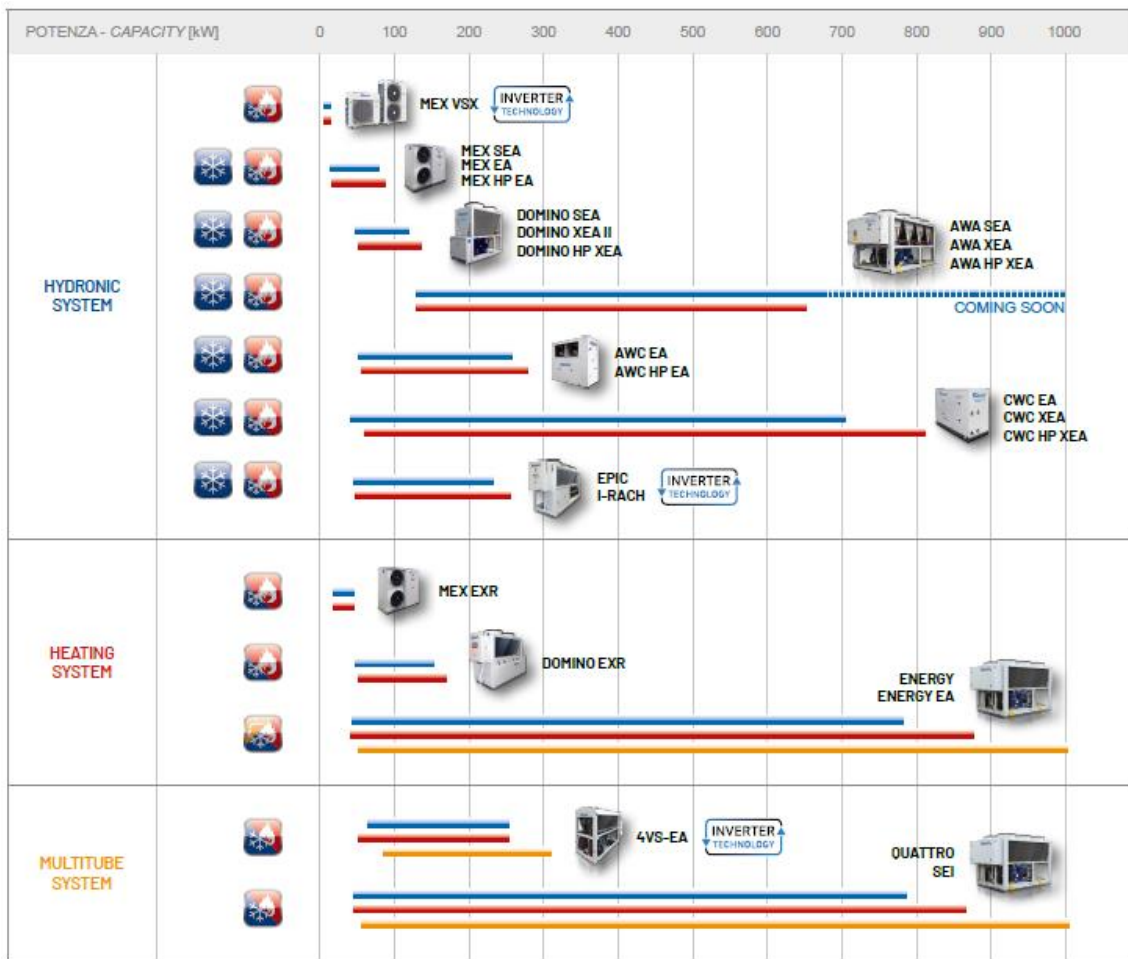 POTENZA - CAPACITY [kW] 0 100 200 300 400 500 600 700 800 900 1000
HYDRONIC
SYSTEM
MEX VSX
INVERTER
TECHNOLOGY
MEX SEA
MEX EA
MEX HP EA
DOMINO SEA
DOMINO XEA II
DOMINO HP XEA
AWA SEA
AWA XEA
AWA HP XEA
COMING SOON
AWC EA
AWC HP EA
CWC EA
CWC XEA
CWC HP XEA
EPIC
I-RACH
INVERTER
TECHNOLOGY
HEATING
SYSTEM
MEX EXR
DOMINO EXR
ENERGY
ENERGY EA
MULTITUBE
SYSTEM
4VS-EA
INVERTER
TECHNOLOGY
QUATTRO
SEI